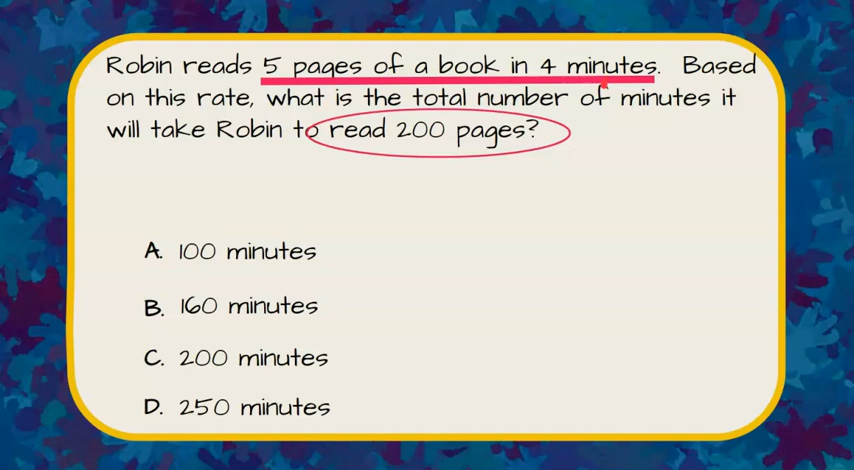 Robin reads 5 pages of a book in 4 minutes. Based
on this rate, what is the total number of minutes it
will take Robin to read 200 pages?
A. 100 minutes
B. 160 minutes
C. 200 minutes
D. 250 minutes